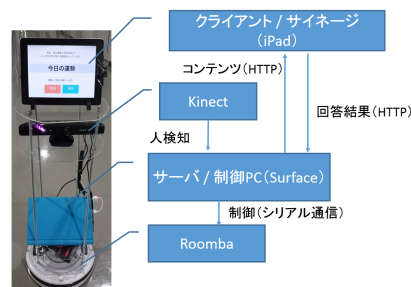 クライアント / サイネージ
（iPad）
コンテンツ（HTTP）
Kinect
回答結果（HTTP）
人検知
サーバ / 制御PC（Surface）
制御（シリアル通信）
Roomba
今日の運勢